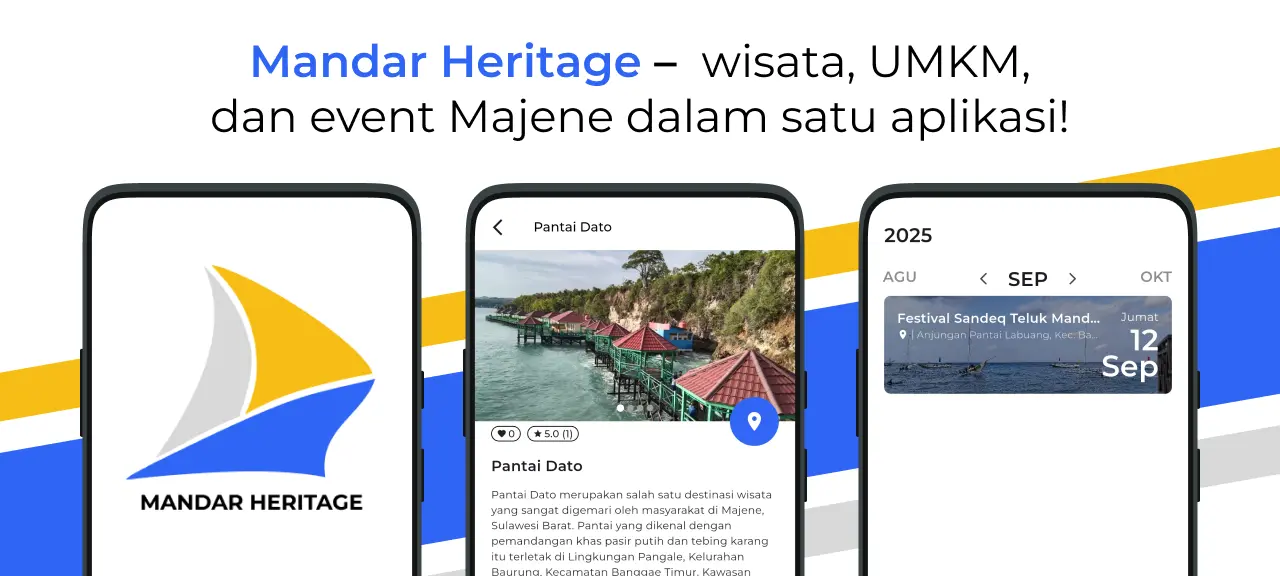 Mandar Heritage – wisata, UMKM,
dan event Majene dalam satu aplikasi!
MANDAR HERITAGE
Pantai Dato
0
5.0 (1)
Pantai Dato
Pantai Dato merupakan salah satu destinasi wisata
yang sangat digemari oleh masyarakat di Majene,
Sulawesi Barat. Pantai yang dikenal dengan
pemandangan khas pasir putih dan tebing karang
itu terletak di Lingkungan Pangale, Kelurahan
Baurung, Kecamatan Banggae Timur. Kawasan
2025
AGU
SEP
OKT
Festival Sandeq Teluk Mand...
| Anjungan Pantai Labuang, Kec. Ba...
Jumat
12
Sep